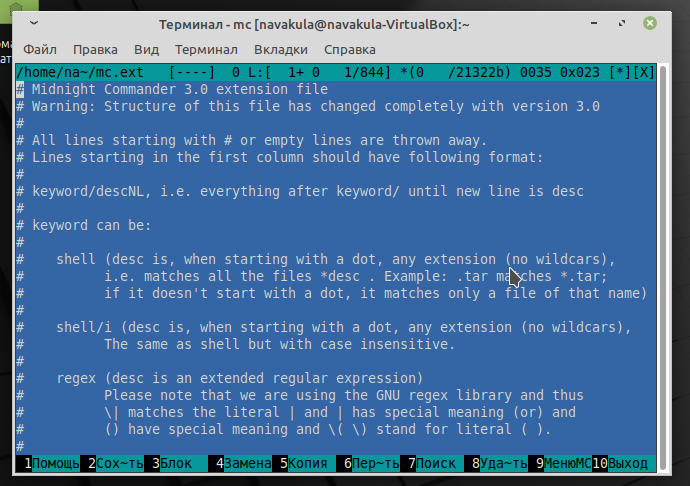 Терминал - mc [navakula@navakula-VirtualBox]:~
Файл Правка Вид Терминал Вкладки Справка
/home/na~/mc.ext [----] 0 L:[ 1+ 0 1/844] *(0 /21322b) 0035 0x023 [*][X]
# Midnight Commander 3.0 extension file
# Warning: Structure of this file has changed completely with version 3.0
#
# All lines starting with # or empty lines are thrown away.
# Lines starting in the first column should have following format:
#
# keyword/descNL, i.e. everything after keyword/ until new line is desc
#
# keyword can be:
#
# shell (desc is, when starting with a dot, any extension (no wildcars),
# i.e. matches all the files *desc . Example: .tar matches *.tar;
# if it doesn't start with a dot, it matches only a file of that name)
#
# shell/i (desc is, when starting with a dot, any extension (no wildcars),
# The same as shell but with case insensitive.
#
# regex (desc is an extended regular expression)
# Please note that we are using the GNU regex library and thus
# \| matches the literal | and | has special meaning (or) and
# () have special meaning and \( \) stand for literal ( ).
#
1Помощь 2Сох~ть 3Блок 4Замена 5Копия 6Пер~ть 7Поиск 8Уда~ть 9МенюМС 10Выход